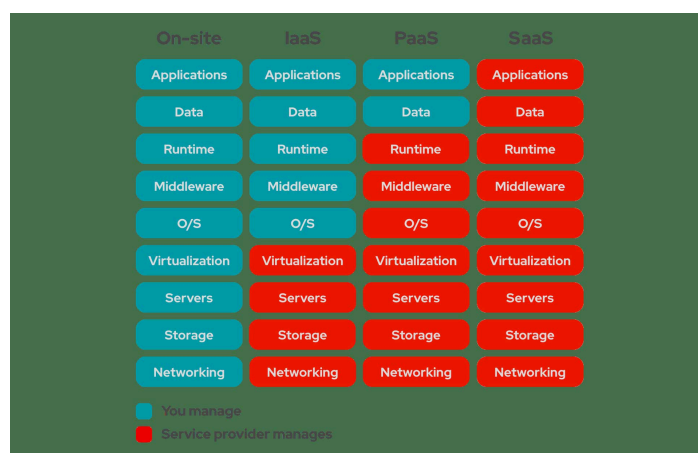 On-site IaaS PaaS SaaS
Applications Applications Applications Applications
Data Data Data Data
Runtime Runtime Runtime Runtime
Middleware Middleware Middleware Middleware
O/S O/S O/S O/S
Virtualization Virtualization Virtualization Virtualization
Servers Servers Servers Servers
Storage Storage Storage Storage
Networking Networking Networking Networking
You manage
Service provider manages